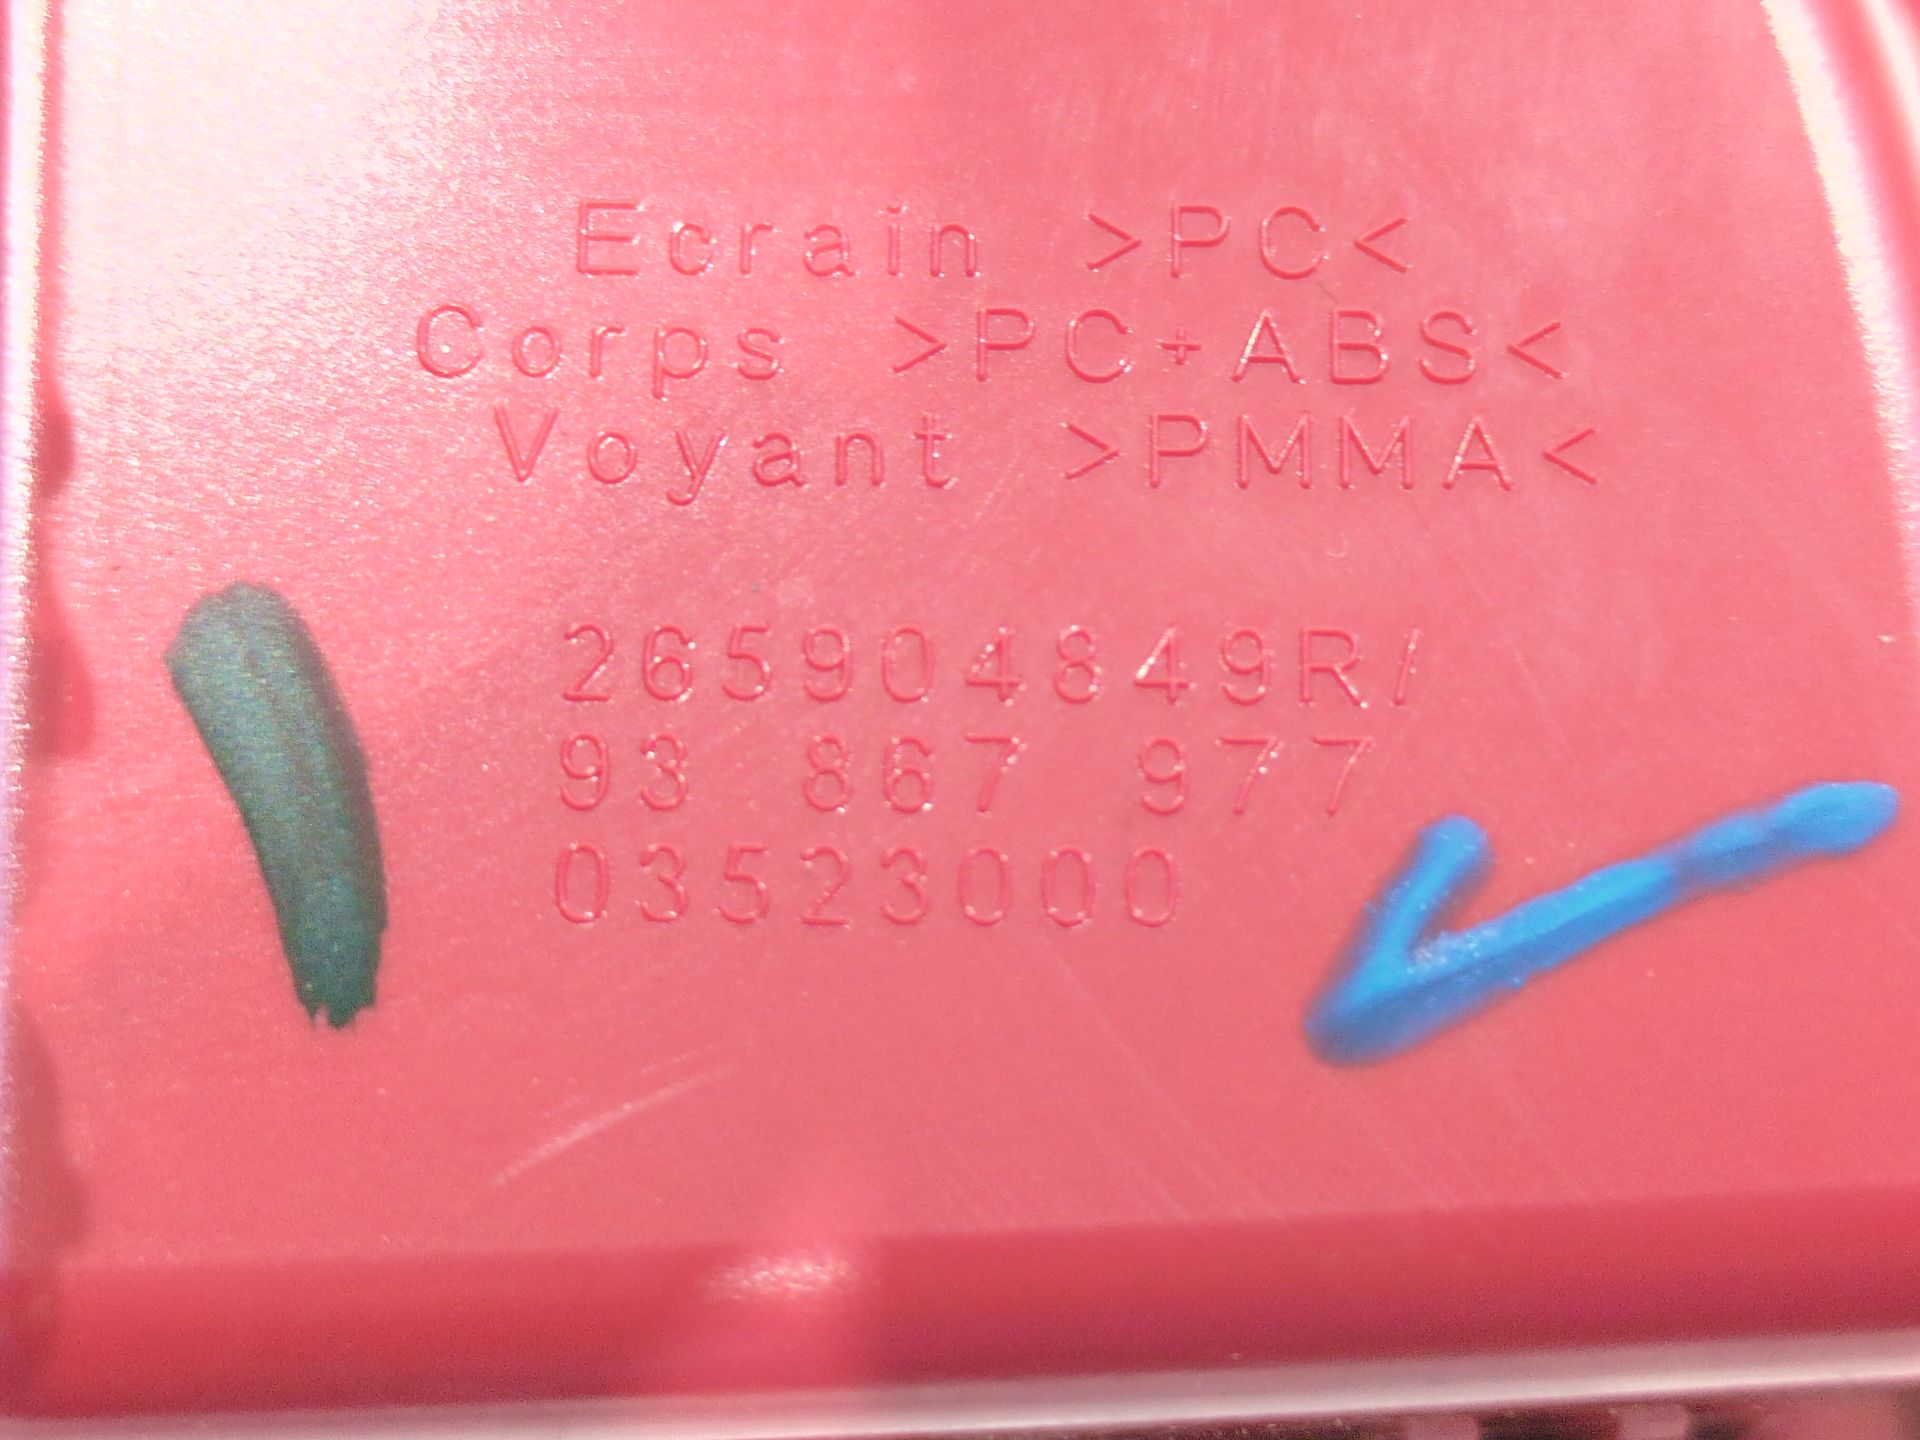 Ecrain >PC<
Corps >PC+ABS<
Voyant >PMMA<
265904849R/
93 867 977
03523000